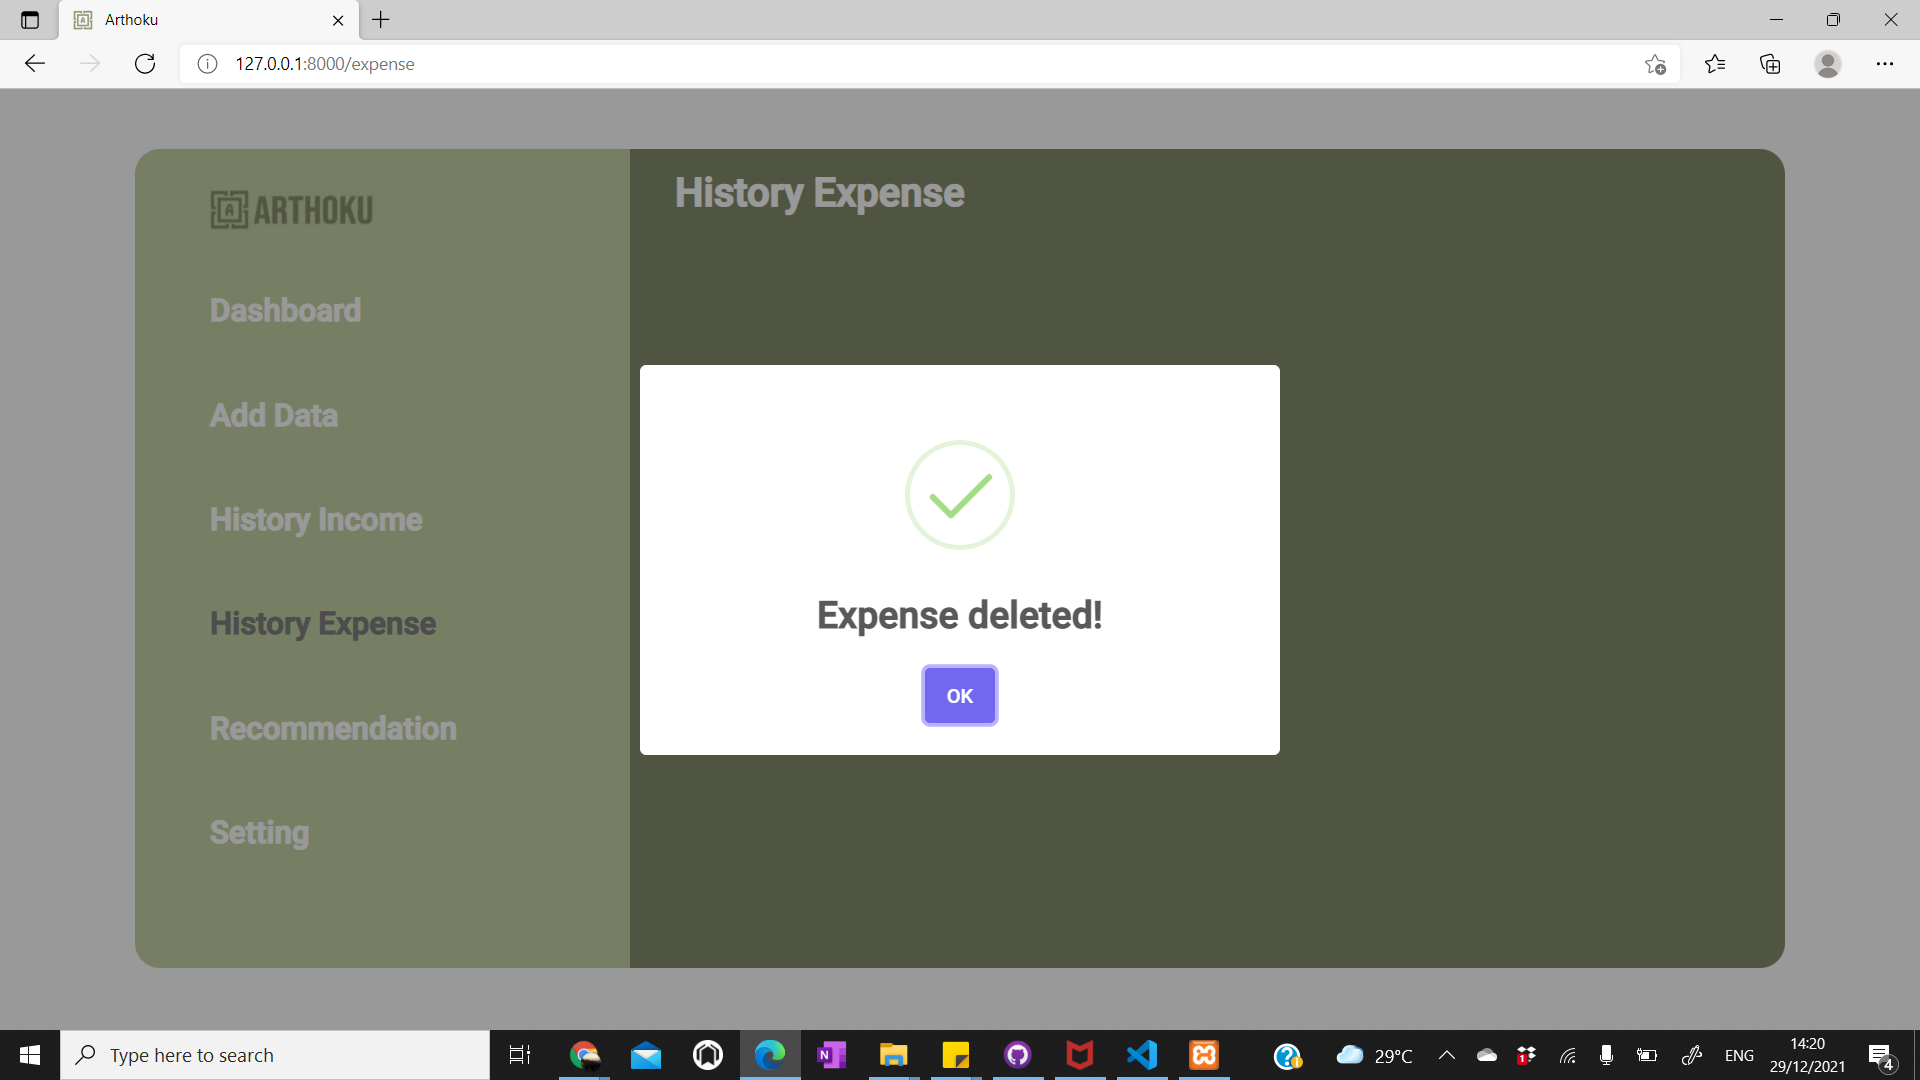 Arthoku
127.0.0.1:8000/expense
ARTHOKU
Dashboard
Add Data
History Income
History Expense
Recommendation
Setting
History Expense
Expense deleted!
OK
Type here to search
29°C
ENG
14:20
29/12/2021
4